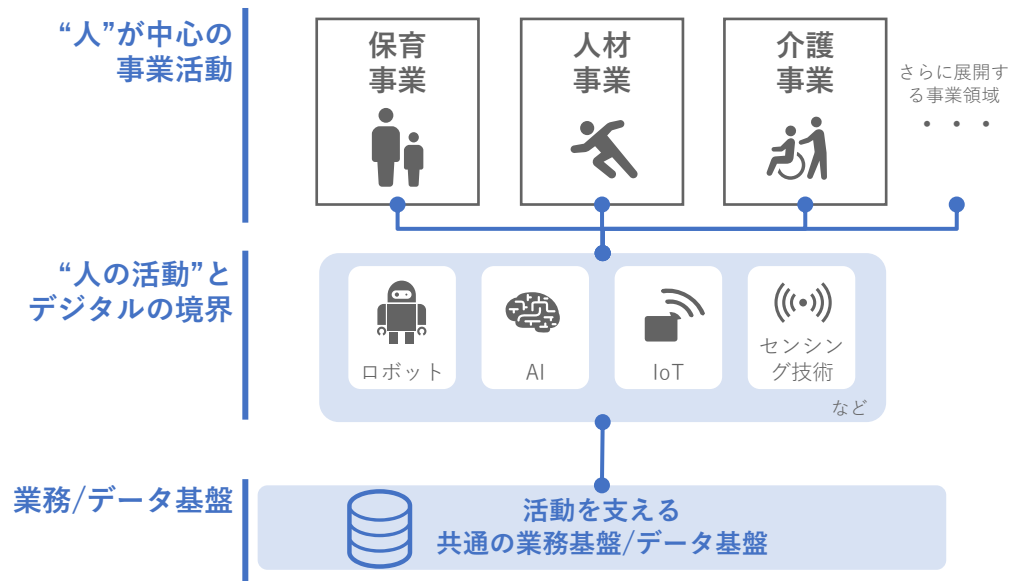 “人”が中心の
事業活動
保育
事業
人材
事業
介護
事業
さらに展開す
る事業領域
・・・
“人の活動”と
デジタルの境界
ロボット
AI
IoT
センシン
グ技術
など
業務/データ基盤
活動を支える
共通の業務基盤/データ基盤